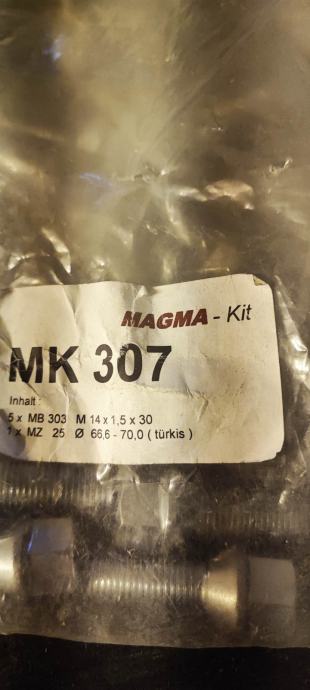 MAGMA - Kit
MK 307
Inhalt :
5 x MB 303 M 14 x 1,5 x 30
1 x MZ 25 Ø 66,6 - 70,0 ( türkis )